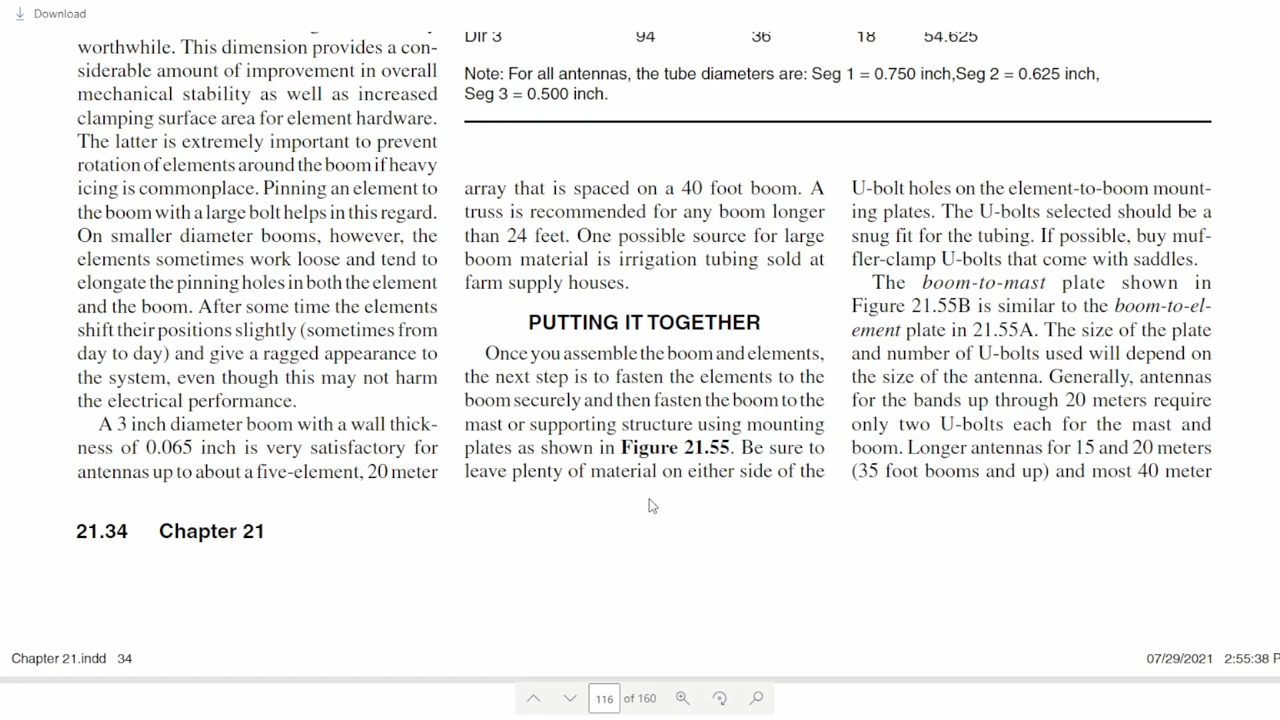 Download
worthwhile. This dimension provides a con-
siderable amount of improvement in overall
mechanical stability as well as increased
clamping surface area for element hardware.
The latter is extremely important to prevent
rotation of elements around the boom if heavy
icing is commonplace. Pinning an element to
the boom with a large bolt helps in this regard.
On smaller diameter booms, however, the
elements sometimes work loose and tend to
elongate the pinning holes in both the element
and the boom. After some time the elements
shift their positions slightly (sometimes from
day to day) and give a ragged appearance to
the system, even though this may not harm
the electrical performance.
A 3 inch diameter boom with a wall thick-
ness of 0.065 inch is very satisfactory for
antennas up to about a five-element, 20 meter
Dir 3 94 36 18 54.625
Note: For all antennas, the tube diameters are: Seg 1 = 0.750 inch,Seg 2 = 0.625 inch,
Seg 3 = 0.500 inch.
array that is spaced on a 40 foot boom. A
truss is recommended for any boom longer
than 24 feet. One possible source for large
boom material is irrigation tubing sold at
farm supply houses.
PUTTING IT TOGETHER
Once you assemble the boom and elements,
the next step is to fasten the elements to the
boom securely and then fasten the boom to the
mast or supporting structure using mounting
plates as shown in Figure 21.55. Be sure to
leave plenty of material on either side of the
U-bolt holes on the element-to-boom mount-
ing plates. The U-bolts selected should be a
snug fit for the tubing. If possible, buy muf-
fler-clamp U-bolts that come with saddles.
The boom-to-mast plate shown in
Figure 21.55B is similar to the boom-to-el-
ement plate in 21.55A. The size of the plate
and number of U-bolts used will depend on
the size of the antenna. Generally, antennas
for the bands up through 20 meters require
only two U-bolts each for the mast and
boom. Longer antennas for 15 and 20 meters
(35 foot booms and up) and most 40 meter
21.34 Chapter 21
Chapter 21.indd 34
07/29/2021 2:55:38 P
116 of 160